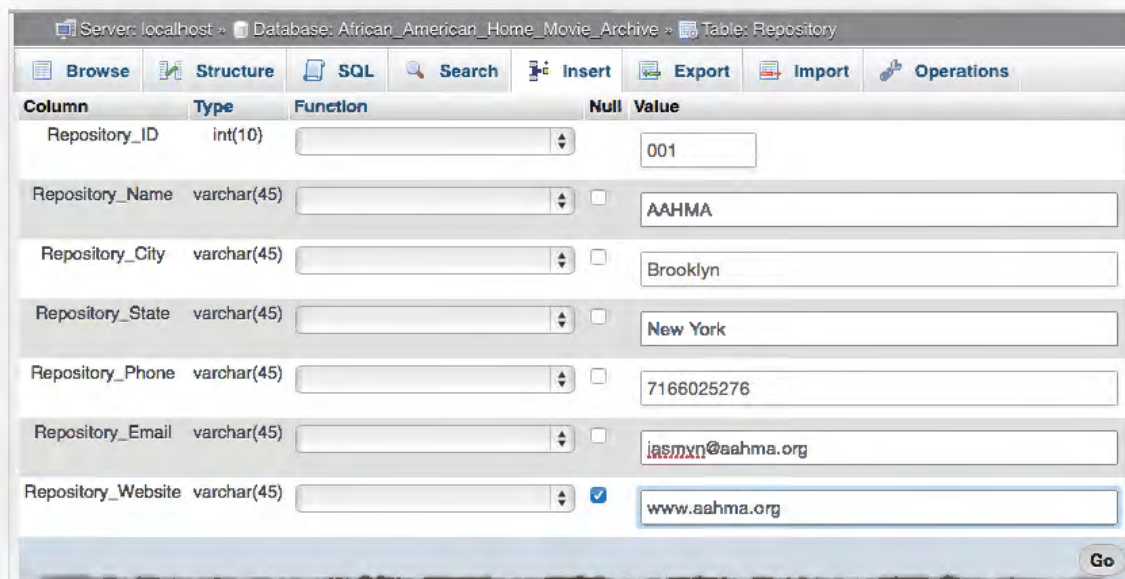 Server: localhost » Database: African_American_Home_Movie_Archive » Table: Repository
Browse Structure SQL Search Insert Export Import Operations
Column Type Function Null Value
Repository_ID int(10) 001
Repository_Name varchar(45) AAHMA
Repository_City varchar(45) Brooklyn
Repository_State varchar(45) New York
Repository_Phone varchar(45) 7166025276
Repository_Email varchar(45) jasmyn@aahma.org
Repository_Website varchar(45) www.aahma.org
Go